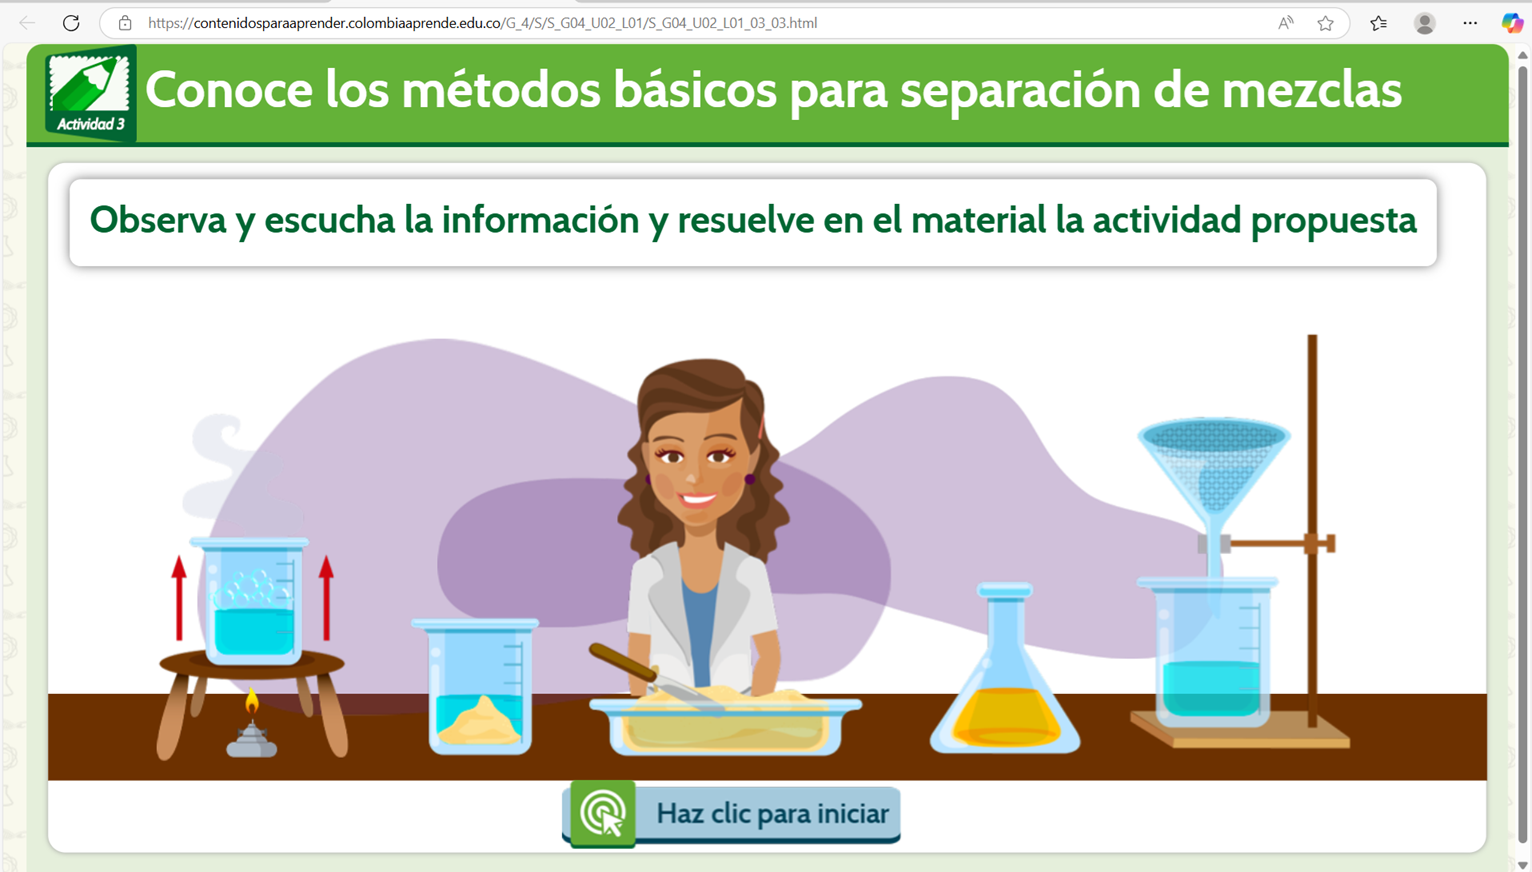 https://contenidosparaaprender.colombiaaprende.edu.co/G_4/S/S_G04_U02_L01/S_G04_U02_L01_03_03.html
Conoce los métodos básicos para separación de mezclas
Actividad 3
Observa y escucha la información y resuelve en el material la actividad propuesta
Haz clic para iniciar